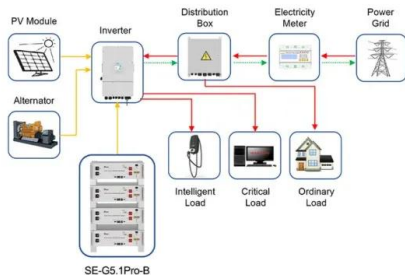 PV Module
Inverter
Distribution
Box
Electricity
Meter
Power
Grid
Alternator
Intelligent
Load
Critical
Load
Ordinary
Load
SE-G5.1Pro-B